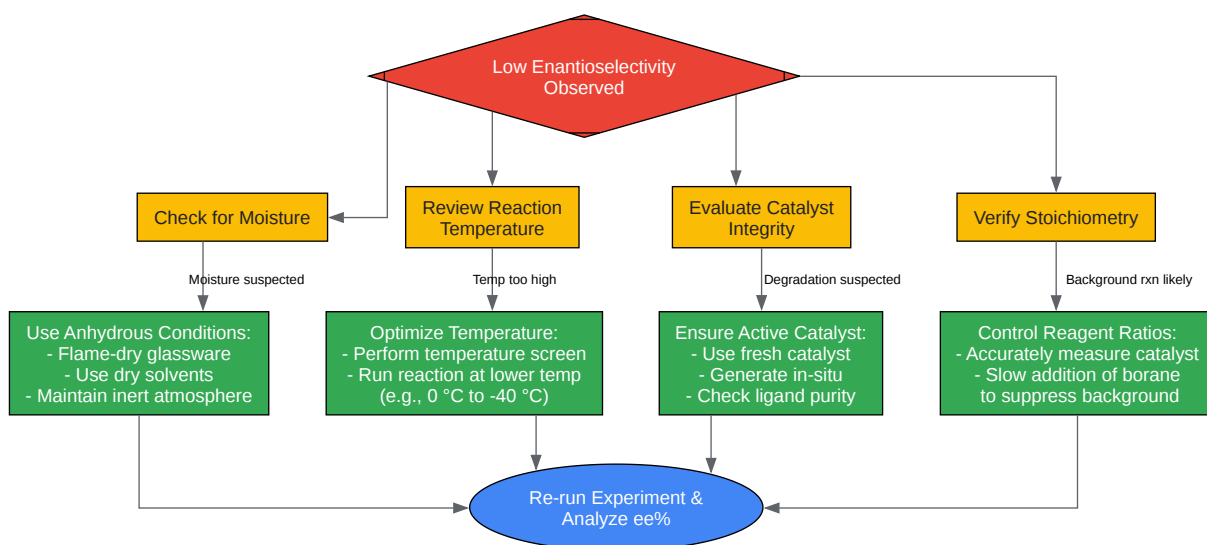 Low Enantioselectivity
Observed
Check for Moisture
Review Reaction
Temperature
Evaluate Catalyst
Integrity
Verify Stoichiometry
Moisture suspected
Temp too high
Degradation suspected
Background rxn likely
Use Anhydrous Conditions:
- Flame-dry glassware
- Use dry solvents
- Maintain inert atmosphere
Optimize Temperature:
- Perform temperature screen
- Run reaction at lower temp
(e.g., 0 °C to -40 °C)
Ensure Active Catalyst:
- Use fresh catalyst
- Generate in-situ
- Check ligand purity
Control Reagent Ratios:
- Accurately measure catalyst
- Slow addition of borane
to suppress background
Re-run Experiment &
Analyze ee%